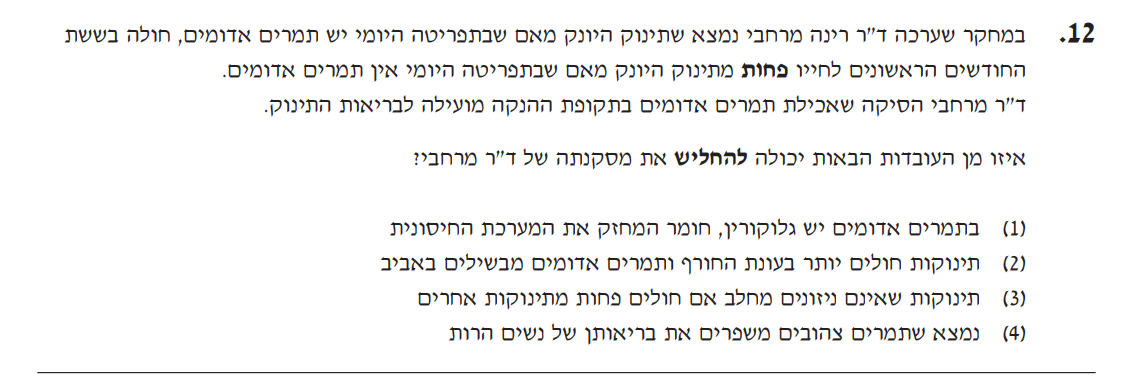 12. במחקר שערכה ד"ר רינה מרחבי נמצא שתינוק היונק מאם שבתפריטה היומי יש תמרים אדומים, חולה בששת
החודשים הראשונים לחייו פחות מתינוק היונק מאם שבתפריטה היומי אין תמרים אדומים.
ד"ר מרחבי הסיקה שאכילת תמרים אדומים בתקופת ההנקה מועילה לבריאות התינוק.
איזו מן העובדות הבאות יכולה להחליש את מסקנתה של ד"ר מרחבי?
(1) בתמרים אדומים יש גלוקורין, חומר המחזק את המערכת החיסונית
(2) תינוקות חולים יותר בעונת החורף ותמרים אדומים מבשילים באביב
(3) תינוקות שאינם ניזונים מחלב אם חולים פחות מתינוקות אחרים
(4) נמצא שתמרים צהובים משפרים את בריאותן של נשים הרות